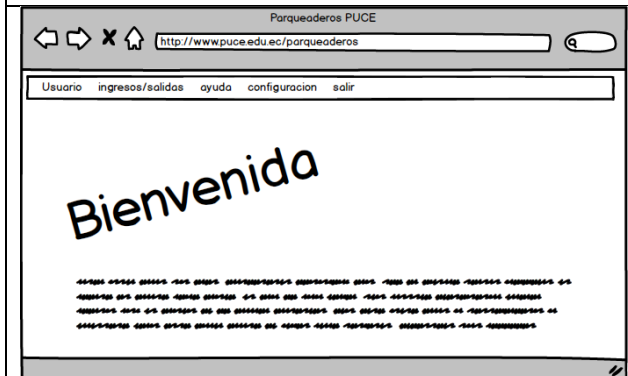 Parqueaderos PUCE
http://www.puce.edu.ec/parqueaderos
Usuario ingresos/salidas ayuda configuracion salir
Bienvenida